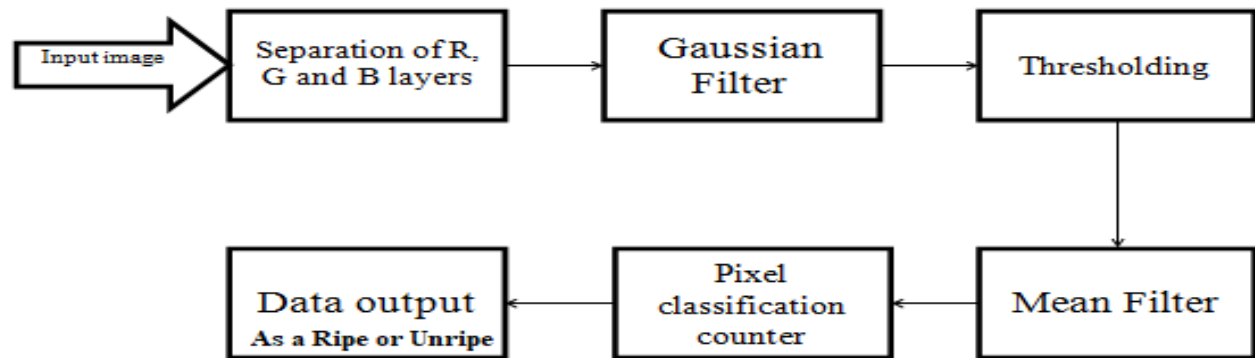 Input image
Separation of R,
G and B layers
Gaussian
Filter
Thresholding
Mean Filter
Pixel
classification
counter
Data output
As a Ripe or Unripe